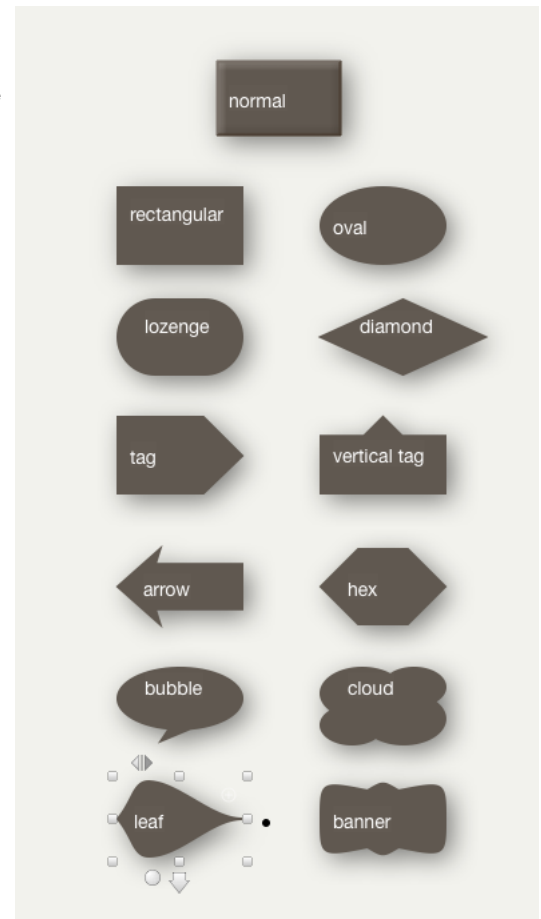 normal
rectangular
oval
lozenge
diamond
tag
vertical tag
arrow
hex
bubble
cloud
leaf
banner